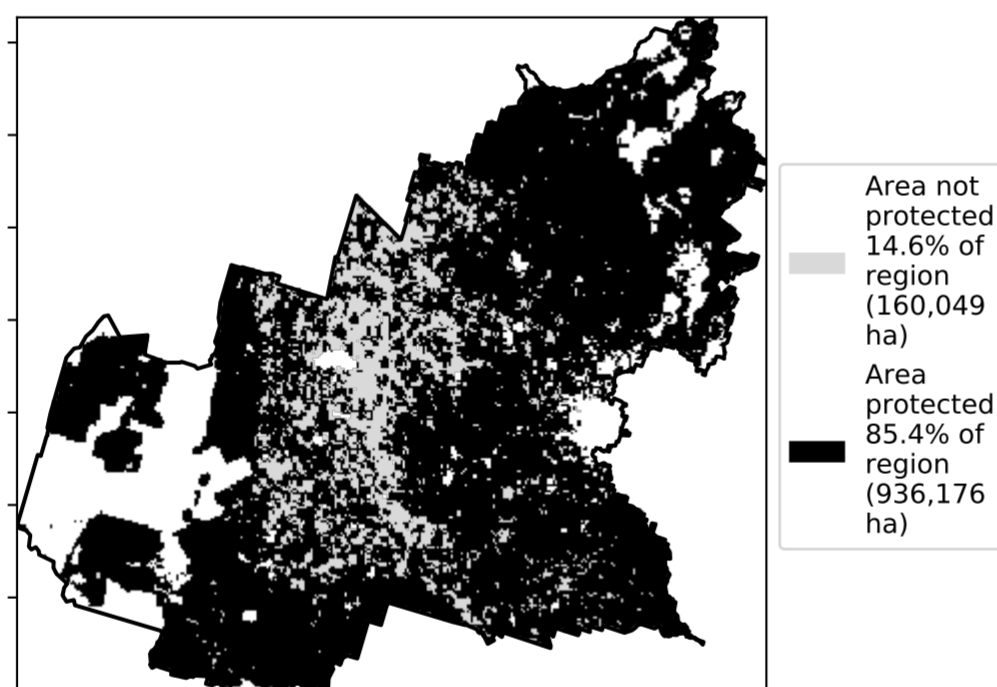 Area not
protected
14.6% of
region
(160,049
ha)
Area
protected
85.4% of
region
(936,176
ha)